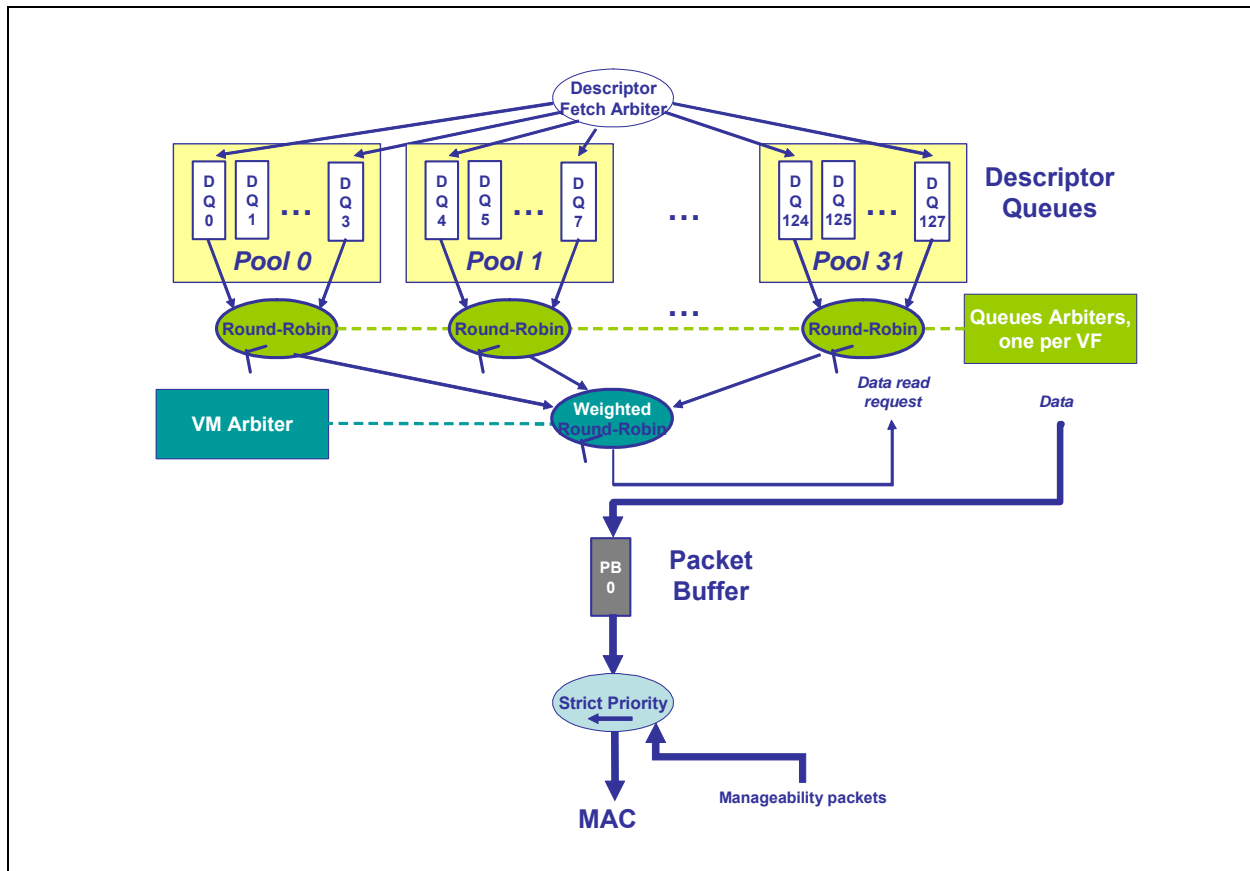 Descriptor
Fetch Arbiter
D
Q
0
D
Q
1
...
D
Q
3
Pool 0
D
Q
4
D
Q
5
...
D
Q
7
Pool 1
...
D
Q
124
D
Q
125
...
D
Q
127
Pool 31
Descriptor
Queues
Round-Robin
Round-Robin
...
Round-Robin
Queues Arbiters,
one per VF
VM Arbiter
Weighted
Round-Robin
Data read
request
Data
PB
0
Packet
Buffer
Strict Priority
Manageability packets
MAC